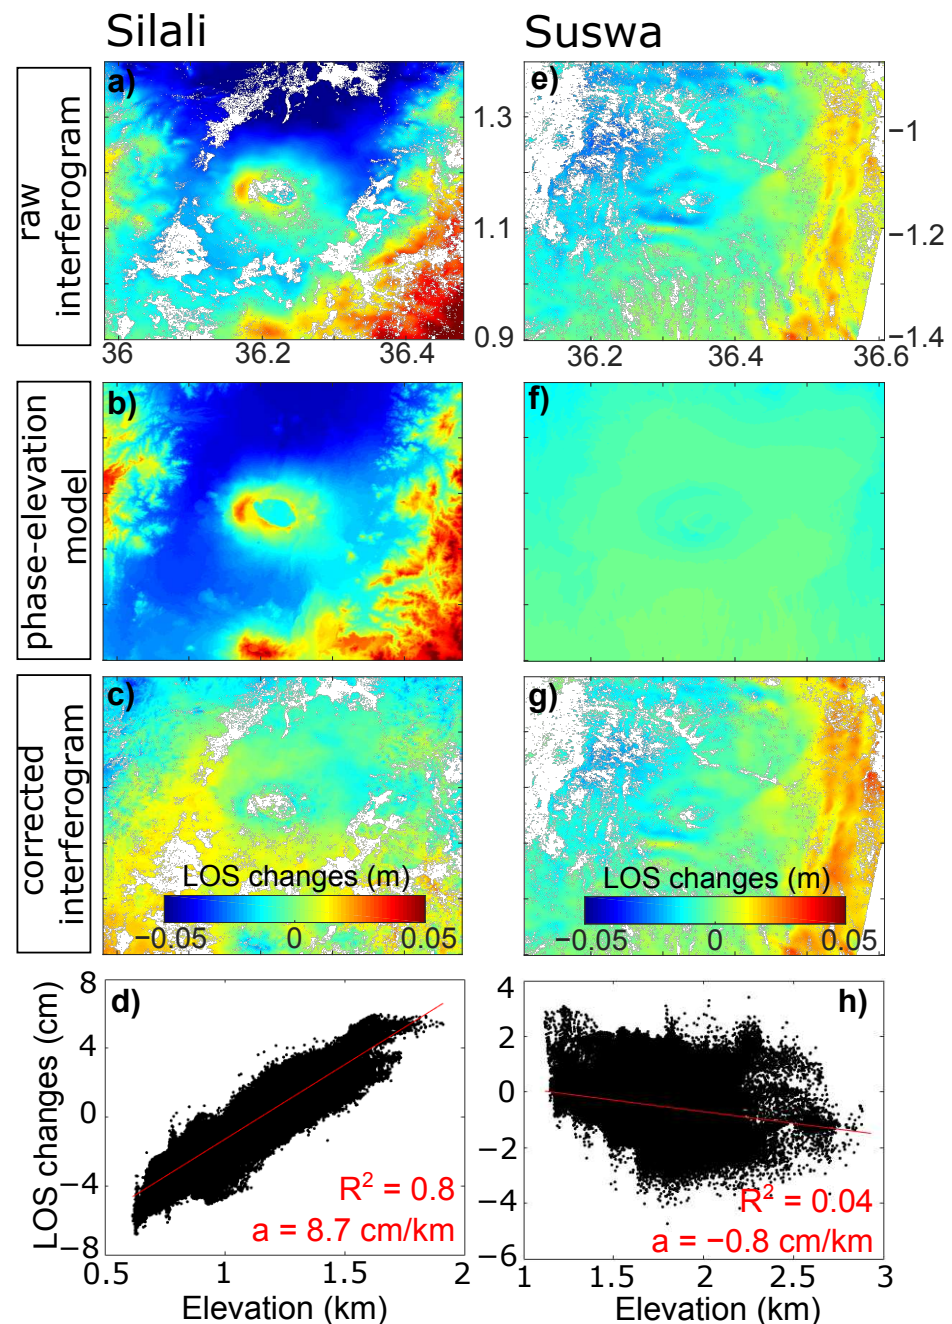 Silali
Suswa
raw
interferogram
a)
1.3
1.1
0.9
36
36.2
36.4
e)
−1
−1.2
−1.4
36.2
36.4
36.6
phase-elevation
model
b)
f)
corrected
interferogram
c)
LOS changes (m)
−0.05
0
0.05
g)
LOS changes (m)
−0.05
0
0.05
LOS changes (cm)
8
4
0
−4
−8
d)
R² = 0.8
a = 8.7 cm/km
0.5
1
1.5
2
Elevation (km)
4
2
0
−2
−4
−6
h)
R² = 0.04
a = −0.8 cm/km
1
1.5
2
2.5
3
Elevation (km)